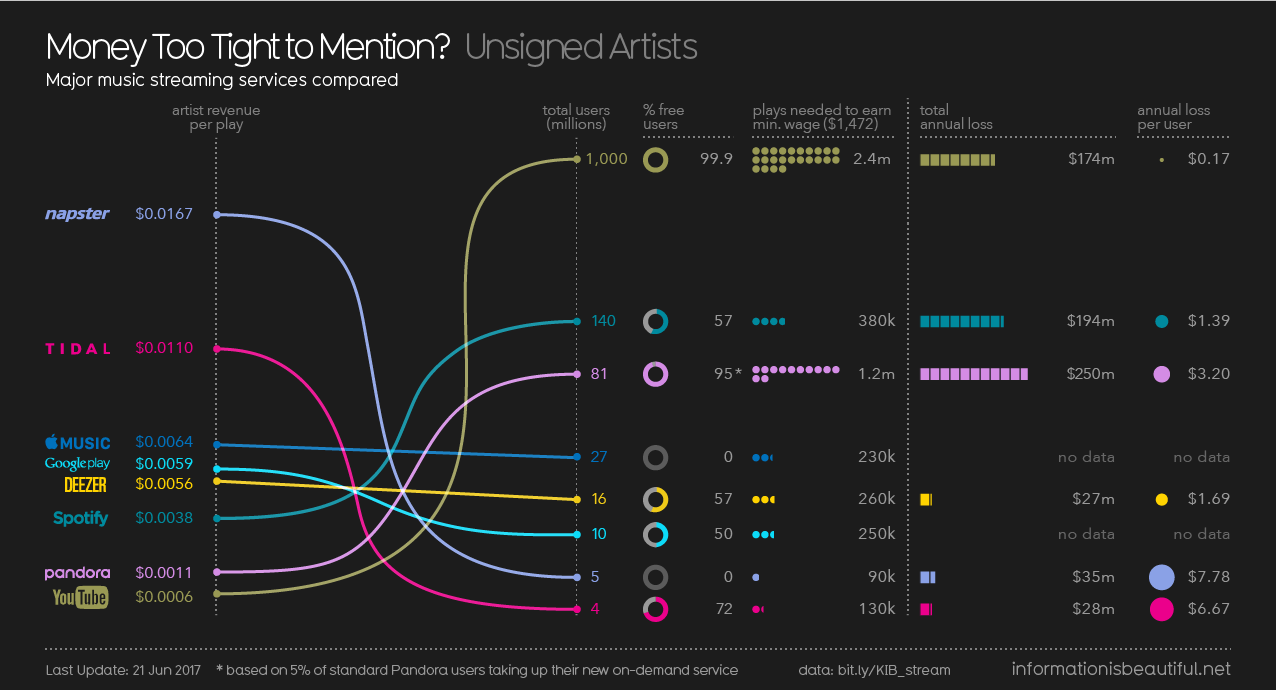 Money Too Tight to Mention? Unsigned Artists
Major music streaming services compared
artist revenue per play
total users (millions)
% free users
plays needed to earn min. wage ($1,472)
total annual loss
annual loss per user
1,000 99.9 2.4m $174m $0.17
napster $0.0167
140 57 380k $194m $1.39
TIDAL $0.0110
81 95* 1.2m $250m $3.20
MUSIC $0.0064
27 0 230k no data no data
Google play $0.0059
DEEZER $0.0056
16 57 260k $27m $1.69
Spotify $0.0038
10 50 250k no data no data
pandora $0.0011
5 0 90k $35m $7.78
YouTube $0.0006
4 72 130k $28m $6.67
Last Update: 21 Jun 2017 * based on 5% of standard Pandora users taking up their new on-demand service data: bit.ly/KIB_stream informationisbeautiful.net